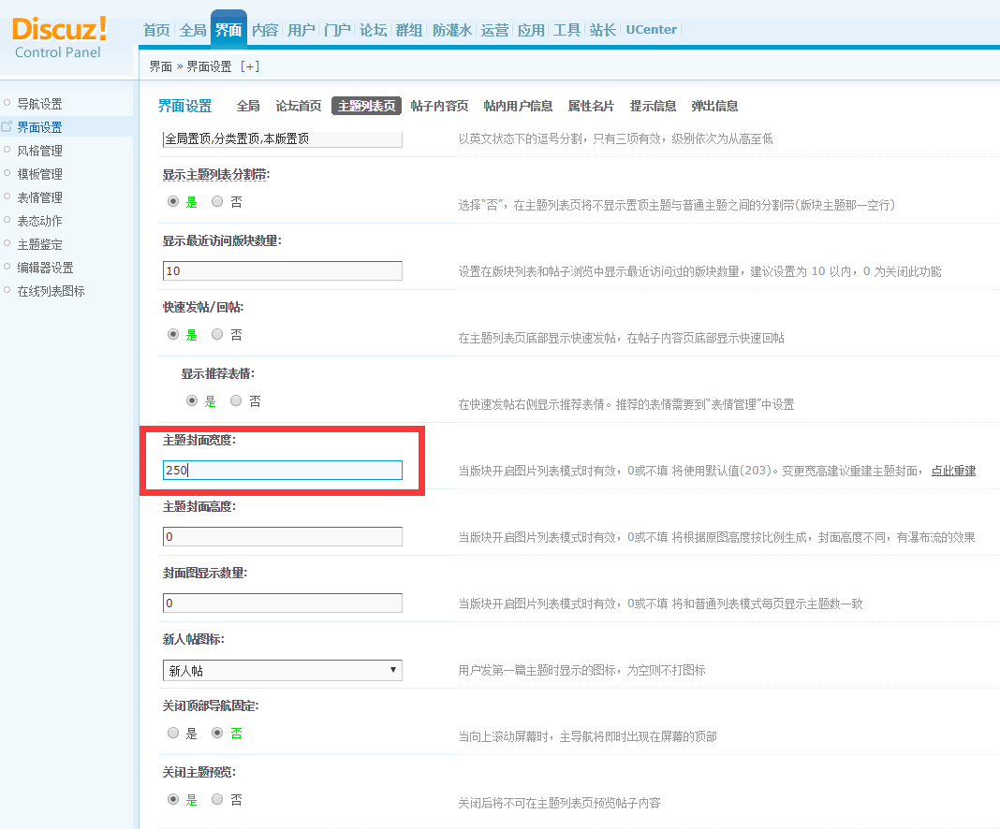 Discuz!
Control Panel
首页 全局 界面 内容 用户 门户 论坛 群组 防灌水 运营 应用 工具 站长 UCenter
界面 » 界面设置 [+]
导航设置
界面设置
风格管理
模板管理
表情管理
表态动作
主题鉴定
编辑器设置
在线列表图标
界面设置 全局 论坛首页 主题列表页 帖子内容页 帖内用户信息 属性名片 提示信息 弹出信息
全局置顶,分类置顶,本版置顶 以英文状态下的逗号分割，只有三项有效，级别依次为从高至低
显示主题列表分割带:
是 否 选择“否”，在主题列表页将不显示置顶主题与普通主题之间的分割带(版块主题那一空行)
显示最近访问版块数量:
10 设置在版块列表和帖子浏览中显示最近访问过的版块数量，建议设置为 10 以内，0 为关闭此功能
快速发帖/回帖:
是 否 在主题列表页底部显示快速发帖，在帖子内容页底部显示快速回帖
显示推荐表情:
是 否 在快速发帖右侧显示推荐表情。推荐的表情需要到“表情管理”中设置
主题封面宽度:
250 当版块开启图片列表模式时有效，0或不填 将使用默认值(203)。变更宽高建议重建主题封面， 点此重建
主题封面高度:
0 当版块开启图片列表模式时有效，0或不填 将根据原图高度按比例生成，封面高度不同，有瀑布流的效果
封面图显示数量:
0 当版块开启图片列表模式时有效，0或不填 将和普通列表模式每页显示主题数一致
新人帖图标:
新人帖 用户发第一篇主题时显示的图标，为空则不打图标
关闭顶部导航固定:
是 否 当向上滚动屏幕时，主导航将即时出现在屏幕的顶部
关闭主题预览:
是 否 关闭后将不可在主题列表页预览帖子内容